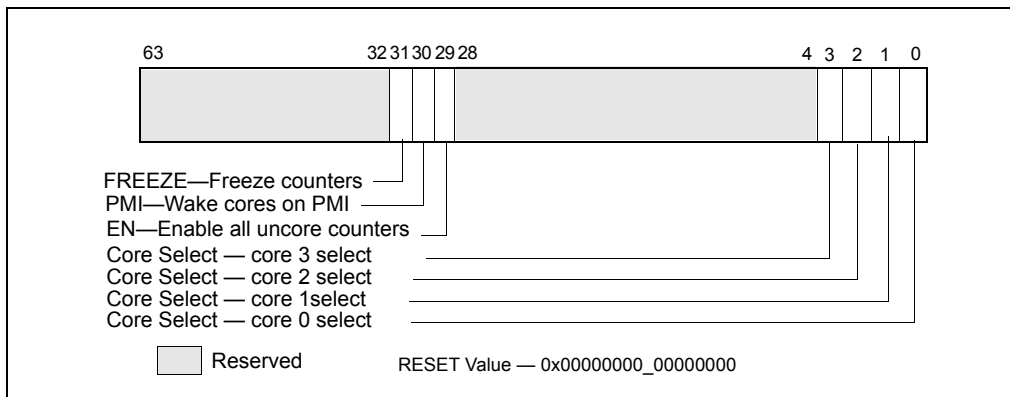 63 32 31 30 29 28 4 3 2 1 0
FREEZE—Freeze counters
PMI—Wake cores on PMI
EN—Enable all uncore counters
Core Select — core 3 select
Core Select — core 2 select
Core Select — core 1select
Core Select — core 0 select
Reserved RESET Value — 0x00000000_00000000